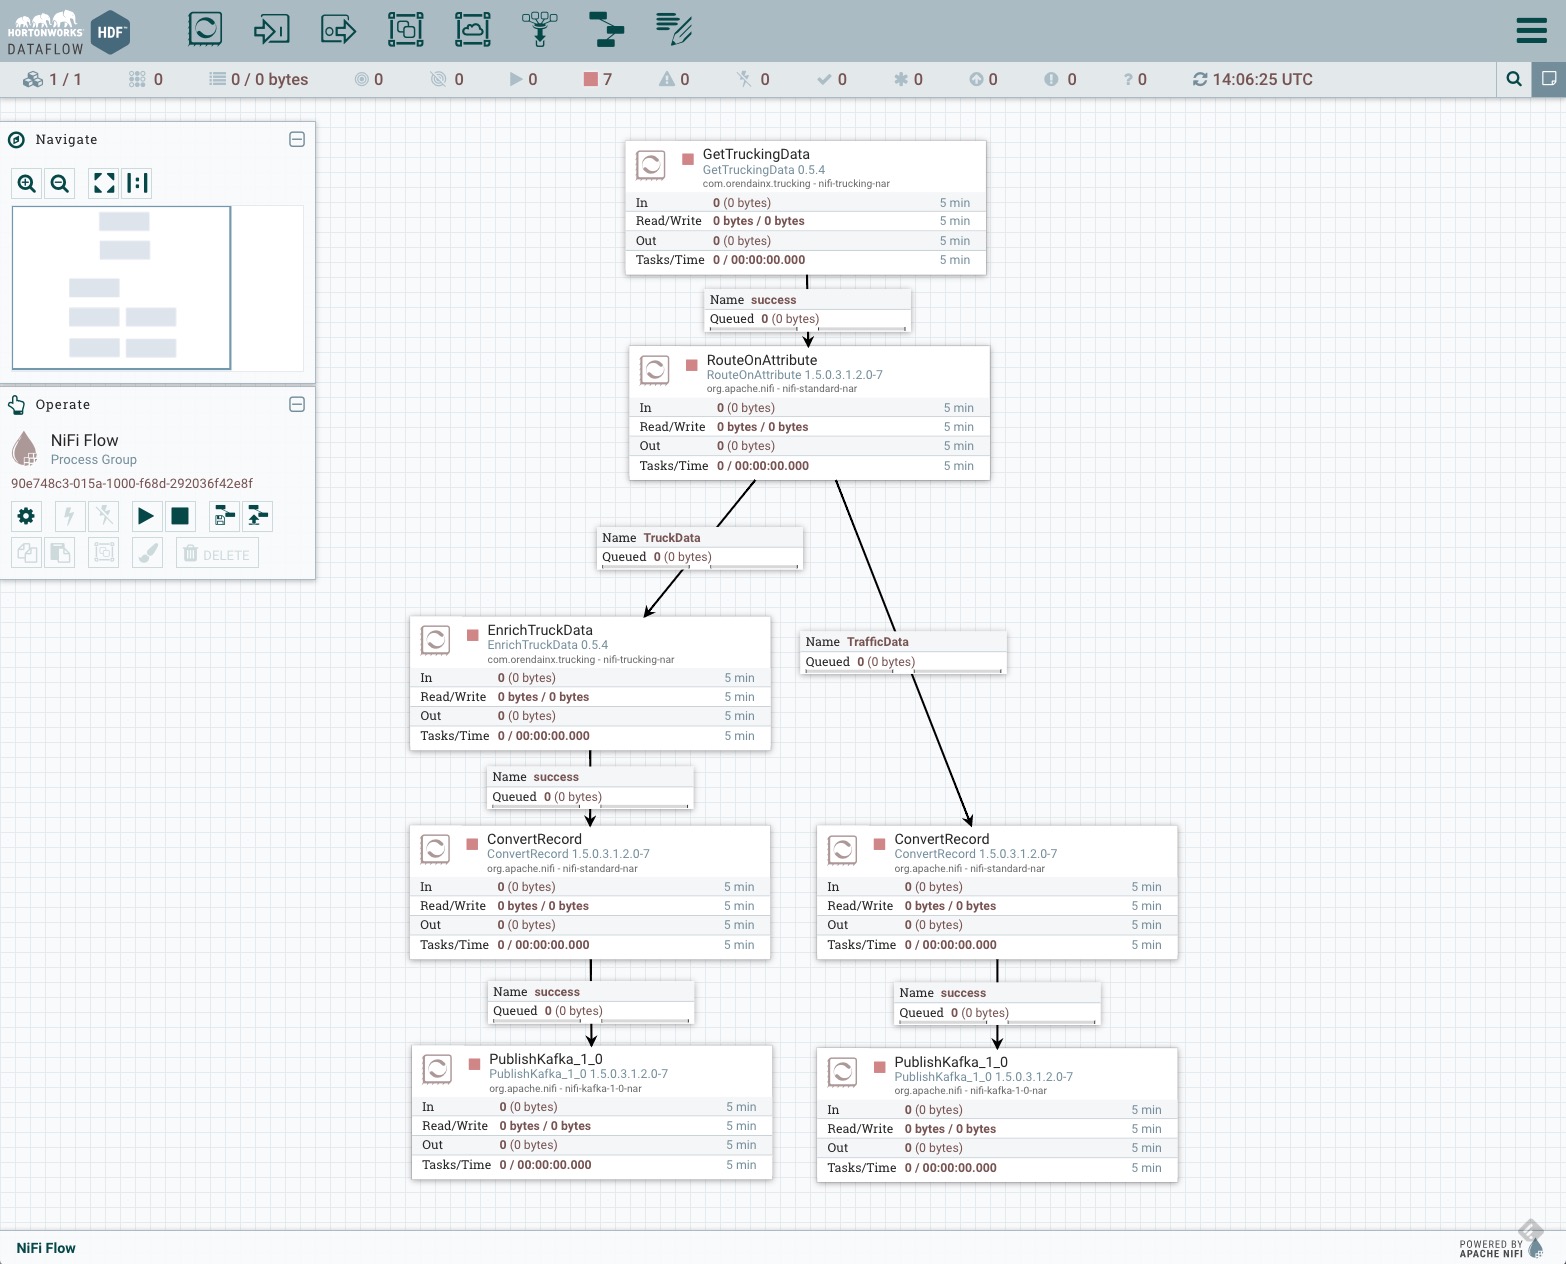 HORTONWORKS
DATAFLOW
HDF
1 / 1
0
0 / 0 bytes
0
0
0
7
0
0
0
0
0
0
? 0
14:06:25 UTC
Navigate
Operate
NiFi Flow
Process Group
90e748c3-015a-1000-f68d-292036f42e8f
DELETE
GetTruckingData
GetTruckingData 0.5.4
com.orendainx.trucking - nifi-trucking-nar
In 0 (0 bytes) 5 min
Read/Write 0 bytes / 0 bytes 5 min
Out 0 (0 bytes) 5 min
Tasks/Time 0 / 00:00:00.000 5 min
Name success
Queued 0 (0 bytes)
RouteOnAttribute
RouteOnAttribute 1.5.0.3.1.2.0-7
org.apache.nifi - nifi-standard-nar
In 0 (0 bytes) 5 min
Read/Write 0 bytes / 0 bytes 5 min
Out 0 (0 bytes) 5 min
Tasks/Time 0 / 00:00:00.000 5 min
Name TruckData
Queued 0 (0 bytes)
Name TrafficData
Queued 0 (0 bytes)
EnrichTruckData
EnrichTruckData 0.5.4
com.orendainx.trucking - nifi-trucking-nar
In 0 (0 bytes) 5 min
Read/Write 0 bytes / 0 bytes 5 min
Out 0 (0 bytes) 5 min
Tasks/Time 0 / 00:00:00.000 5 min
Name success
Queued 0 (0 bytes)
ConvertRecord
ConvertRecord 1.5.0.3.1.2.0-7
org.apache.nifi - nifi-standard-nar
In 0 (0 bytes) 5 min
Read/Write 0 bytes / 0 bytes 5 min
Out 0 (0 bytes) 5 min
Tasks/Time 0 / 00:00:00.000 5 min
ConvertRecord
ConvertRecord 1.5.0.3.1.2.0-7
org.apache.nifi - nifi-standard-nar
In 0 (0 bytes) 5 min
Read/Write 0 bytes / 0 bytes 5 min
Out 0 (0 bytes) 5 min
Tasks/Time 0 / 00:00:00.000 5 min
Name success
Queued 0 (0 bytes)
Name success
Queued 0 (0 bytes)
PublishKafka_1_0
PublishKafka_1_0 1.5.0.3.1.2.0-7
org.apache.nifi - nifi-kafka-1-0-nar
In 0 (0 bytes) 5 min
Read/Write 0 bytes / 0 bytes 5 min
Out 0 (0 bytes) 5 min
Tasks/Time 0 / 00:00:00.000 5 min
PublishKafka_1_0
PublishKafka_1_0 1.5.0.3.1.2.0-7
org.apache.nifi - nifi-kafka-1-0-nar
In 0 (0 bytes) 5 min
Read/Write 0 bytes / 0 bytes 5 min
Out 0 (0 bytes) 5 min
Tasks/Time 0 / 00:00:00.000 5 min
NiFi Flow
POWERED BY
APACHE NIFI